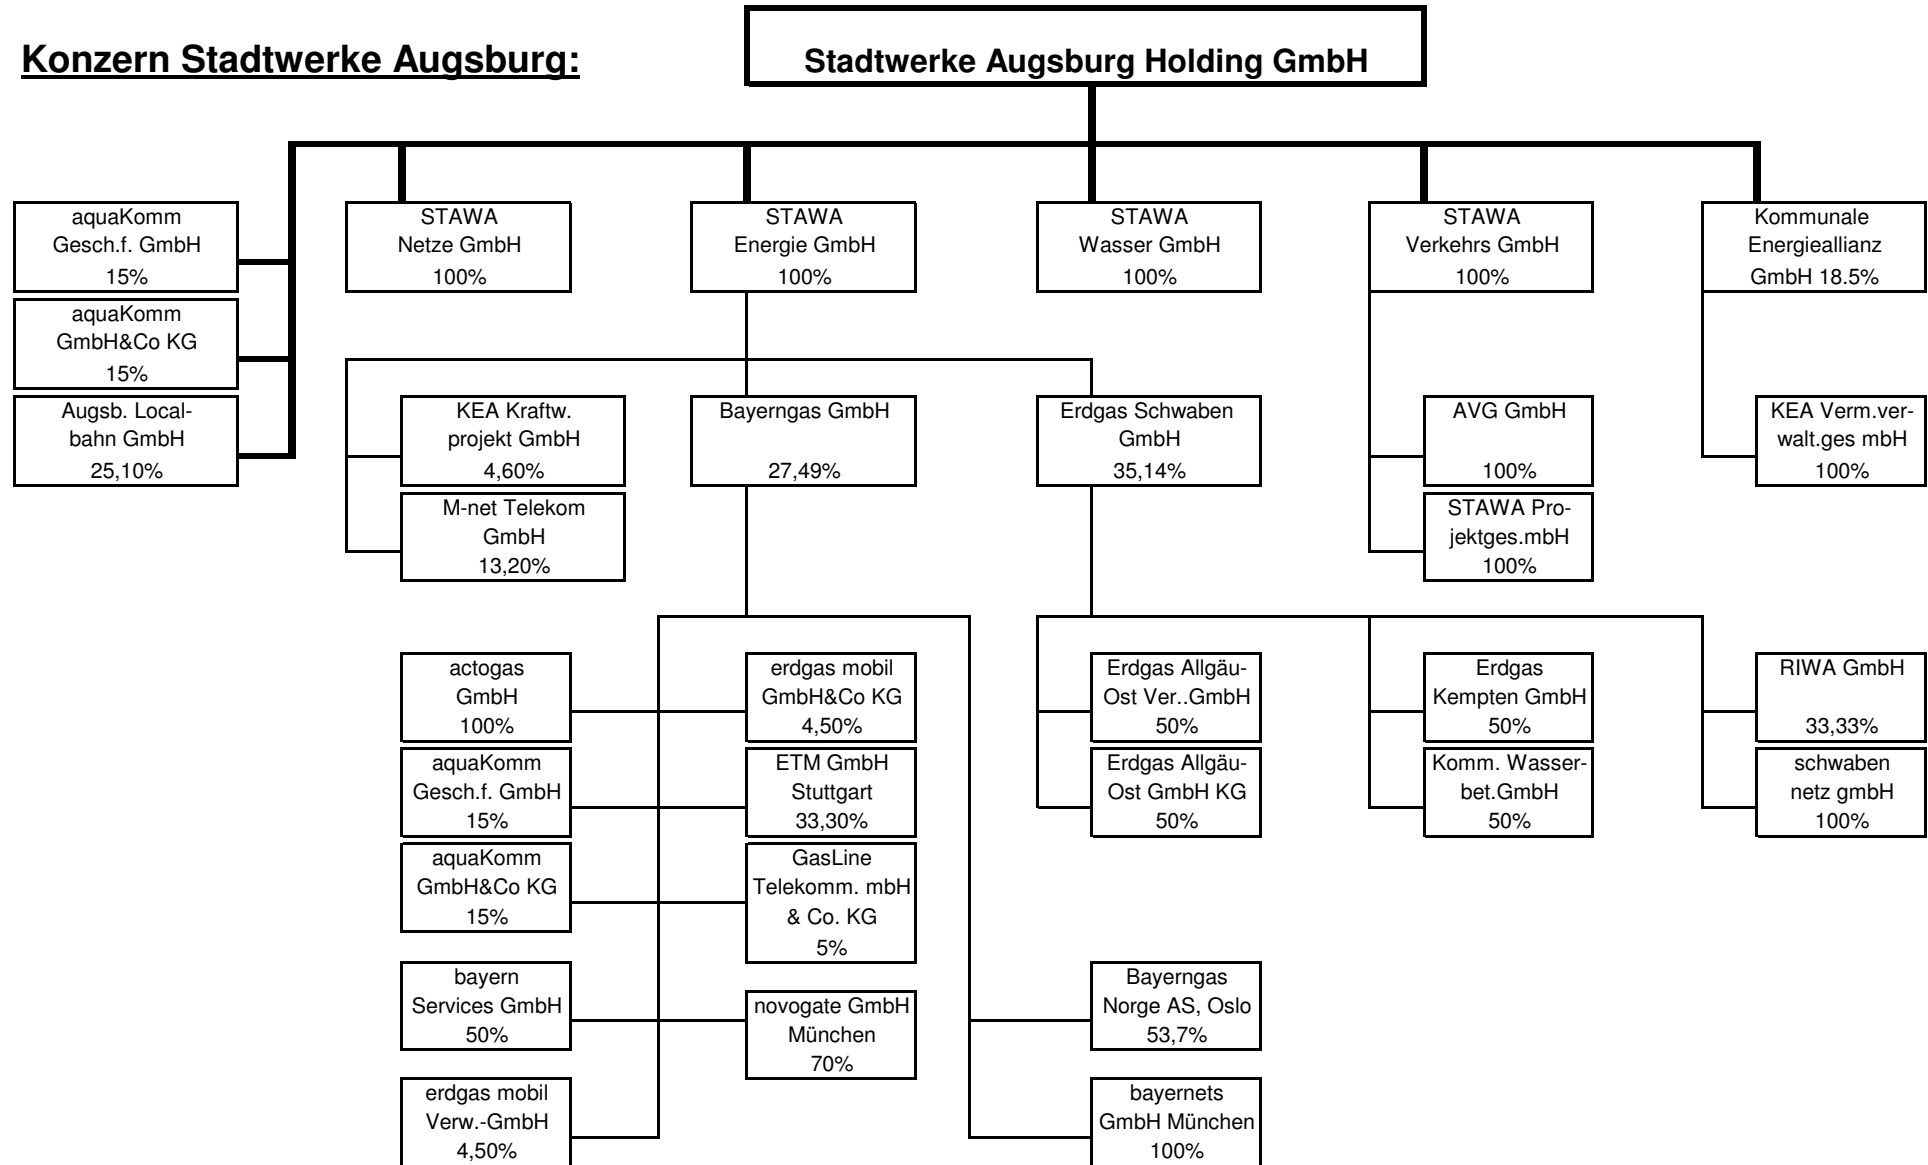 Konzern Stadtwerke Augsburg:
Stadtwerke Augsburg Holding GmbH
aquaKomm
Gesch.f. GmbH
15%
STAWA
Netze GmbH
100%
STAWA
Energie GmbH
100%
STAWA
Wasser GmbH
100%
STAWA
Verkehrs GmbH
100%
Kommunale
Energieallianz
GmbH 18.5%
aquaKomm
GmbH&Co KG
15%
Augsb. Local-
bahn GmbH
25,10%
KEA Kraftw.
projekt GmbH
4,60%
Bayerngas GmbH
27,49%
Erdgas Schwaben
GmbH
35,14%
AVG GmbH
100%
KEA Verm.ver-
walt.ges mbH
100%
M-net Telekom
GmbH
13,20%
STAWA Pro-
jektges.mbH
100%
actogas
GmbH
100%
erdgas mobil
GmbH&Co KG
4,50%
Erdgas Allgäu-
Ost Ver..GmbH
50%
Erdgas
Kempten GmbH
50%
RIWA GmbH
33,33%
aquaKomm
Gesch.f. GmbH
15%
ETM GmbH
Stuttgart
33,30%
Erdgas Allgäu-
Ost GmbH KG
50%
Komm. Wasser-
bet.GmbH
50%
schwaben
netz gmbH
100%
aquaKomm
GmbH&Co KG
15%
GasLine
Telekomm. mbH
& Co. KG
5%
bayern
Services GmbH
50%
novogate GmbH
München
70%
Bayerngas
Norge AS, Oslo
53,7%
erdgas mobil
Verw.-GmbH
4,50%
bayernets
GmbH München
100%